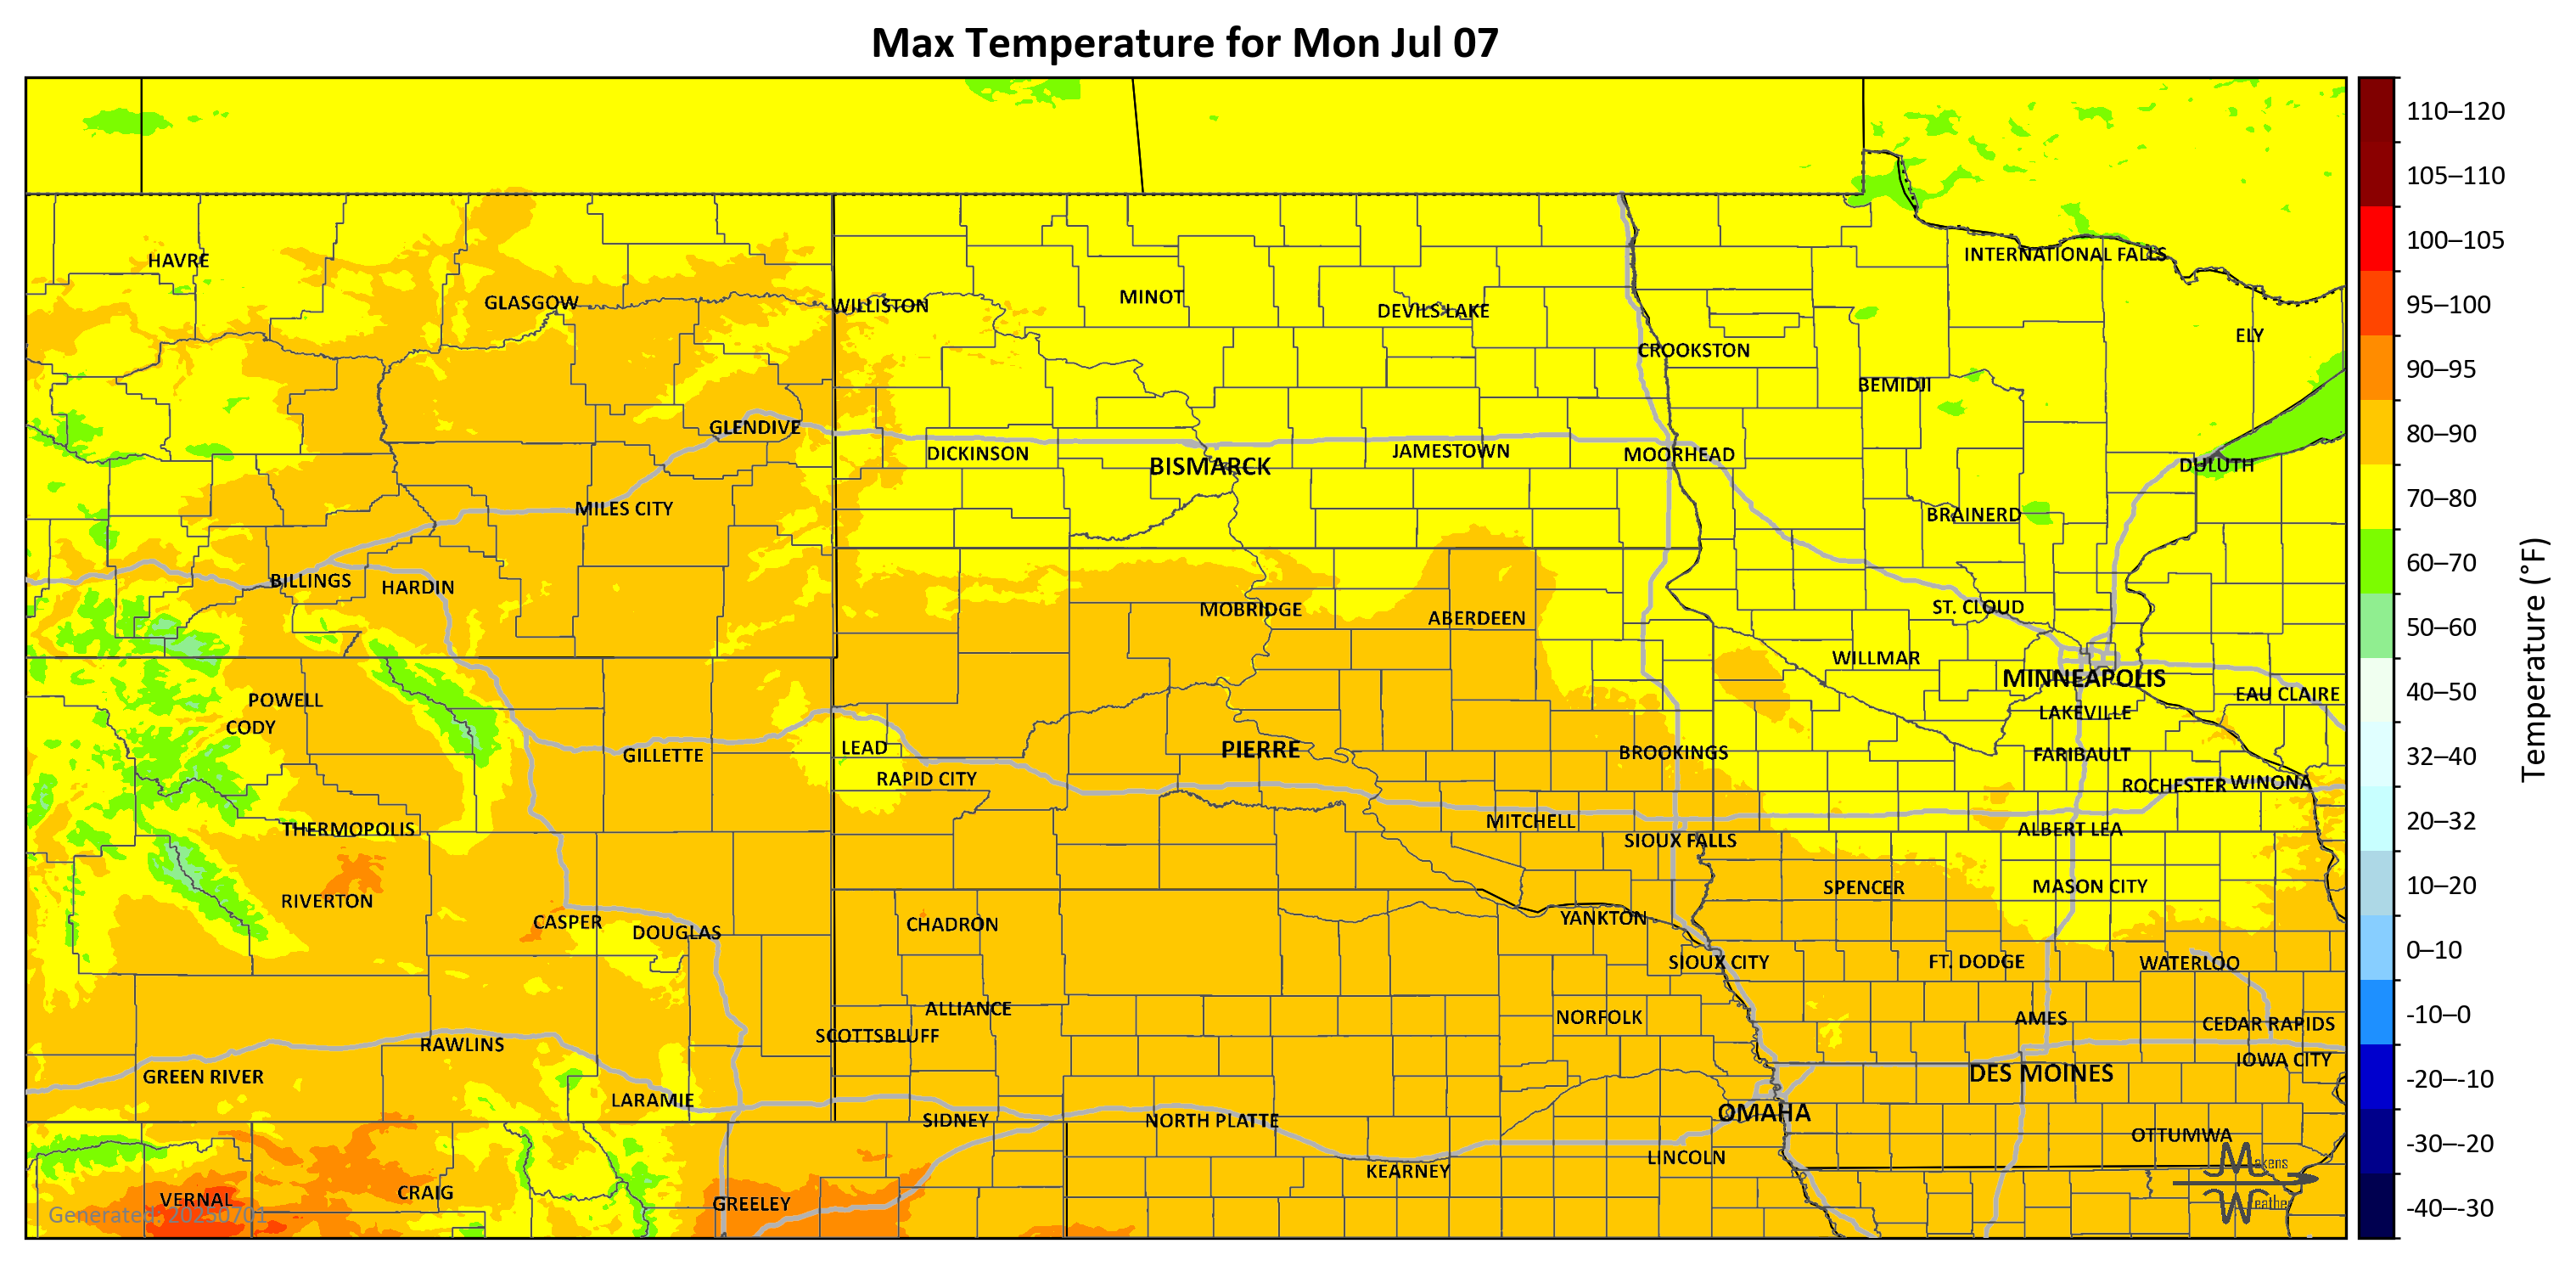 Max Temperature for Mon Jul 07
110–120
105–110
100–105
95–100
90–95
80–90
70–80
60–70
50–60
40–50
32–40
20–32
10–20
0–10
-10–0
-20–-10
-30–-20
-40–-30
Temperature (°F)
HAVRE
INTERNATIONAL FALLS
GLASGOW
WILLISTON
MINOT
DEVILS LAKE
ELY
CROOKSTON
BEMIDJI
GLENDIVE
DICKINSON
BISMARCK
JAMESTOWN
MOORHEAD
DULUTH
MILES CITY
BRAINERD
BILLINGS
HARDIN
MOBRIDGE
ABERDEEN
ST. CLOUD
WILLMAR
MINNEAPOLIS
EAU CLAIRE
POWELL
CODY
LAKEVILLE
GILLETTE
LEAD
PIERRE
BROOKINGS
FARIBAULT
RAPID CITY
ROCHESTER
WINONA
THERMOPOLIS
MITCHELL
SIOUX FALLS
ALBERT LEA
RIVERTON
SPENCER
MASON CITY
CASPER
DOUGLAS
CHADRON
YANKTON
SIOUX CITY
FT. DODGE
WATERLOO
ALLIANCE
NORFOLK
AMES
CEDAR RAPIDS
SCOTTSBLUFF
RAWLINS
IOWA CITY
GREEN RIVER
DES MOINES
LARAMIE
SIDNEY
NORTH PLATTE
OMAHA
OTTUMWA
LINCOLN
KEARNEY
VERNAL
CRAIG
GREELEY
Generated: 20250701
Makens
Weather